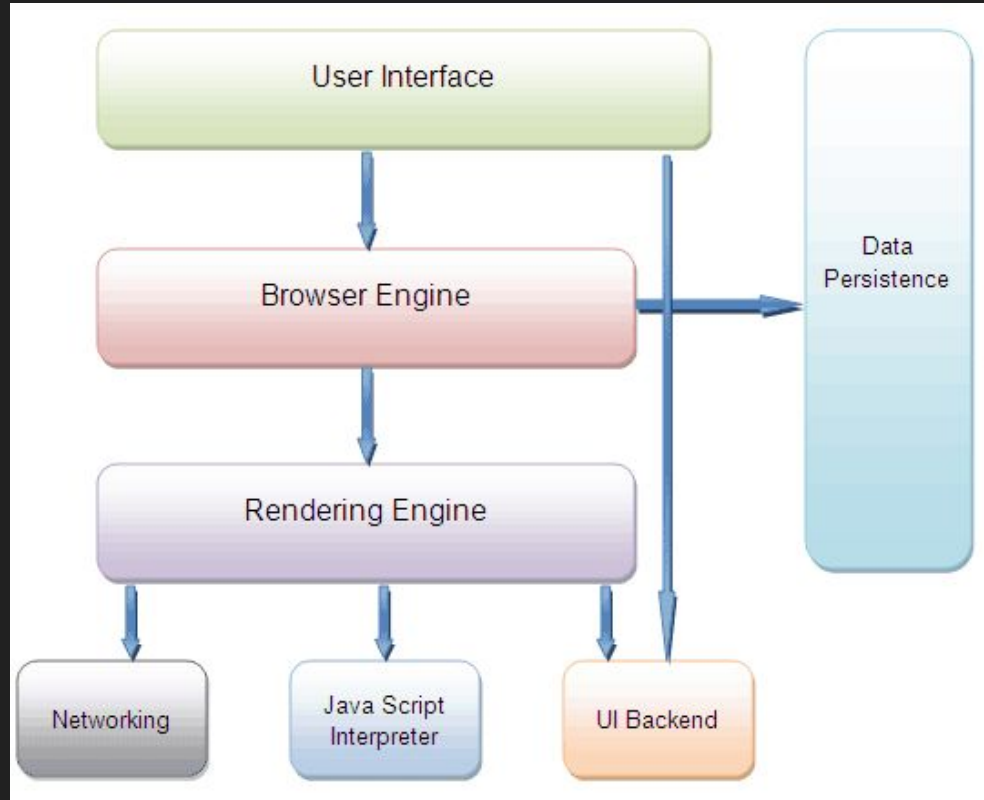 User Interface
Browser Engine
Data
Persistence
Rendering Engine
Networking
Java Script
Interpreter
UI Backend